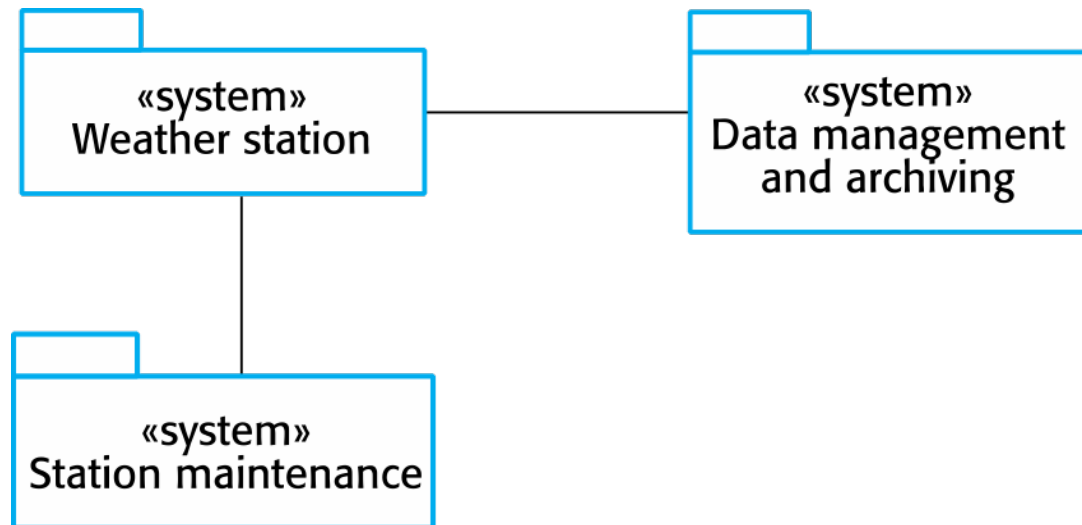 «system»
Weather station
«system»
Data management
and archiving
«system»
Station maintenance